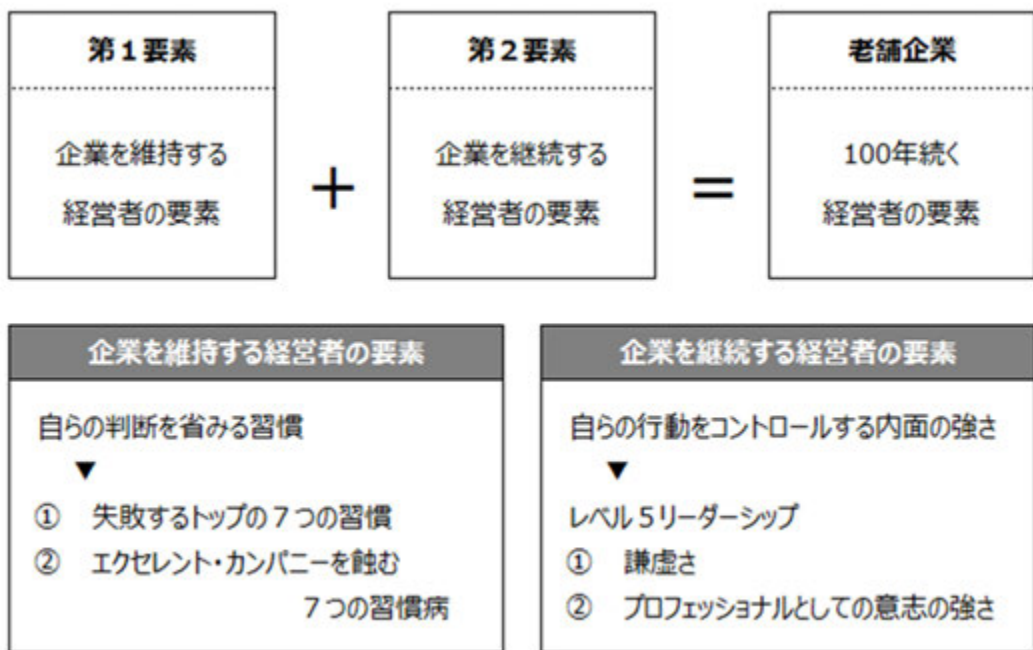 第１要素
企業を維持する
経営者の要素
＋
第２要素
企業を継続する
経営者の要素
＝
老舗企業
100年続く
経営者の要素
企業を維持する経営者の要素
自らの判断を省みる習慣
▼
① 失敗するトップの７つの習慣
② エクセレント・カンパニーを蝕む
７つの習慣病
企業を継続する経営者の要素
自らの行動をコントロールする内面の強さ
▼
レベル５リーダーシップ
① 謙虚さ
② プロフェッショナルとしての意志の強さ